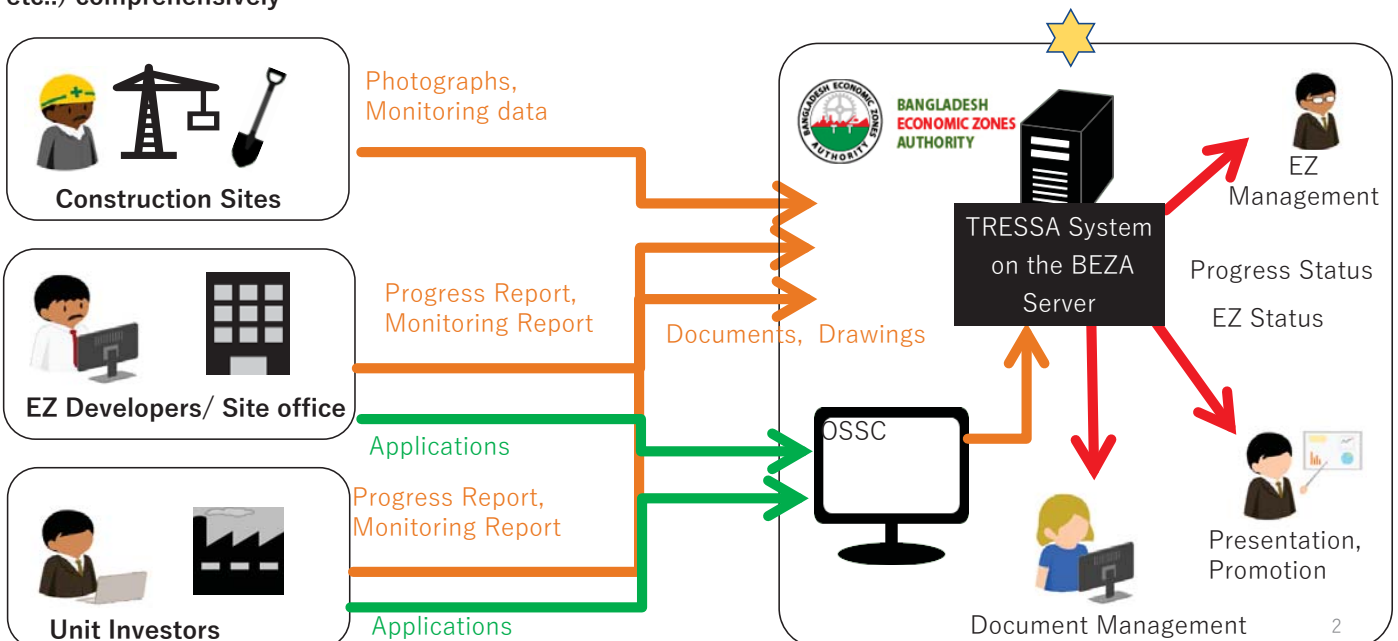 etc..) comprehensively
Photographs,
Monitoring data
Construction Sites
Progress Report,
Monitoring Report
Documents, Drawings
EZ Developers/ Site office
Applications
Progress Report,
Monitoring Report
Unit Investors
Applications
BANGLADESH ECONOMIC ZONES
AUTHORITY
BANGLADESH
ECONOMIC ZONES
AUTHORITY
TRESSA System
on the BEZA
Server
EZ
Management
Progress Status
EZ Status
OSSC
Presentation,
Promotion
Document Management
2